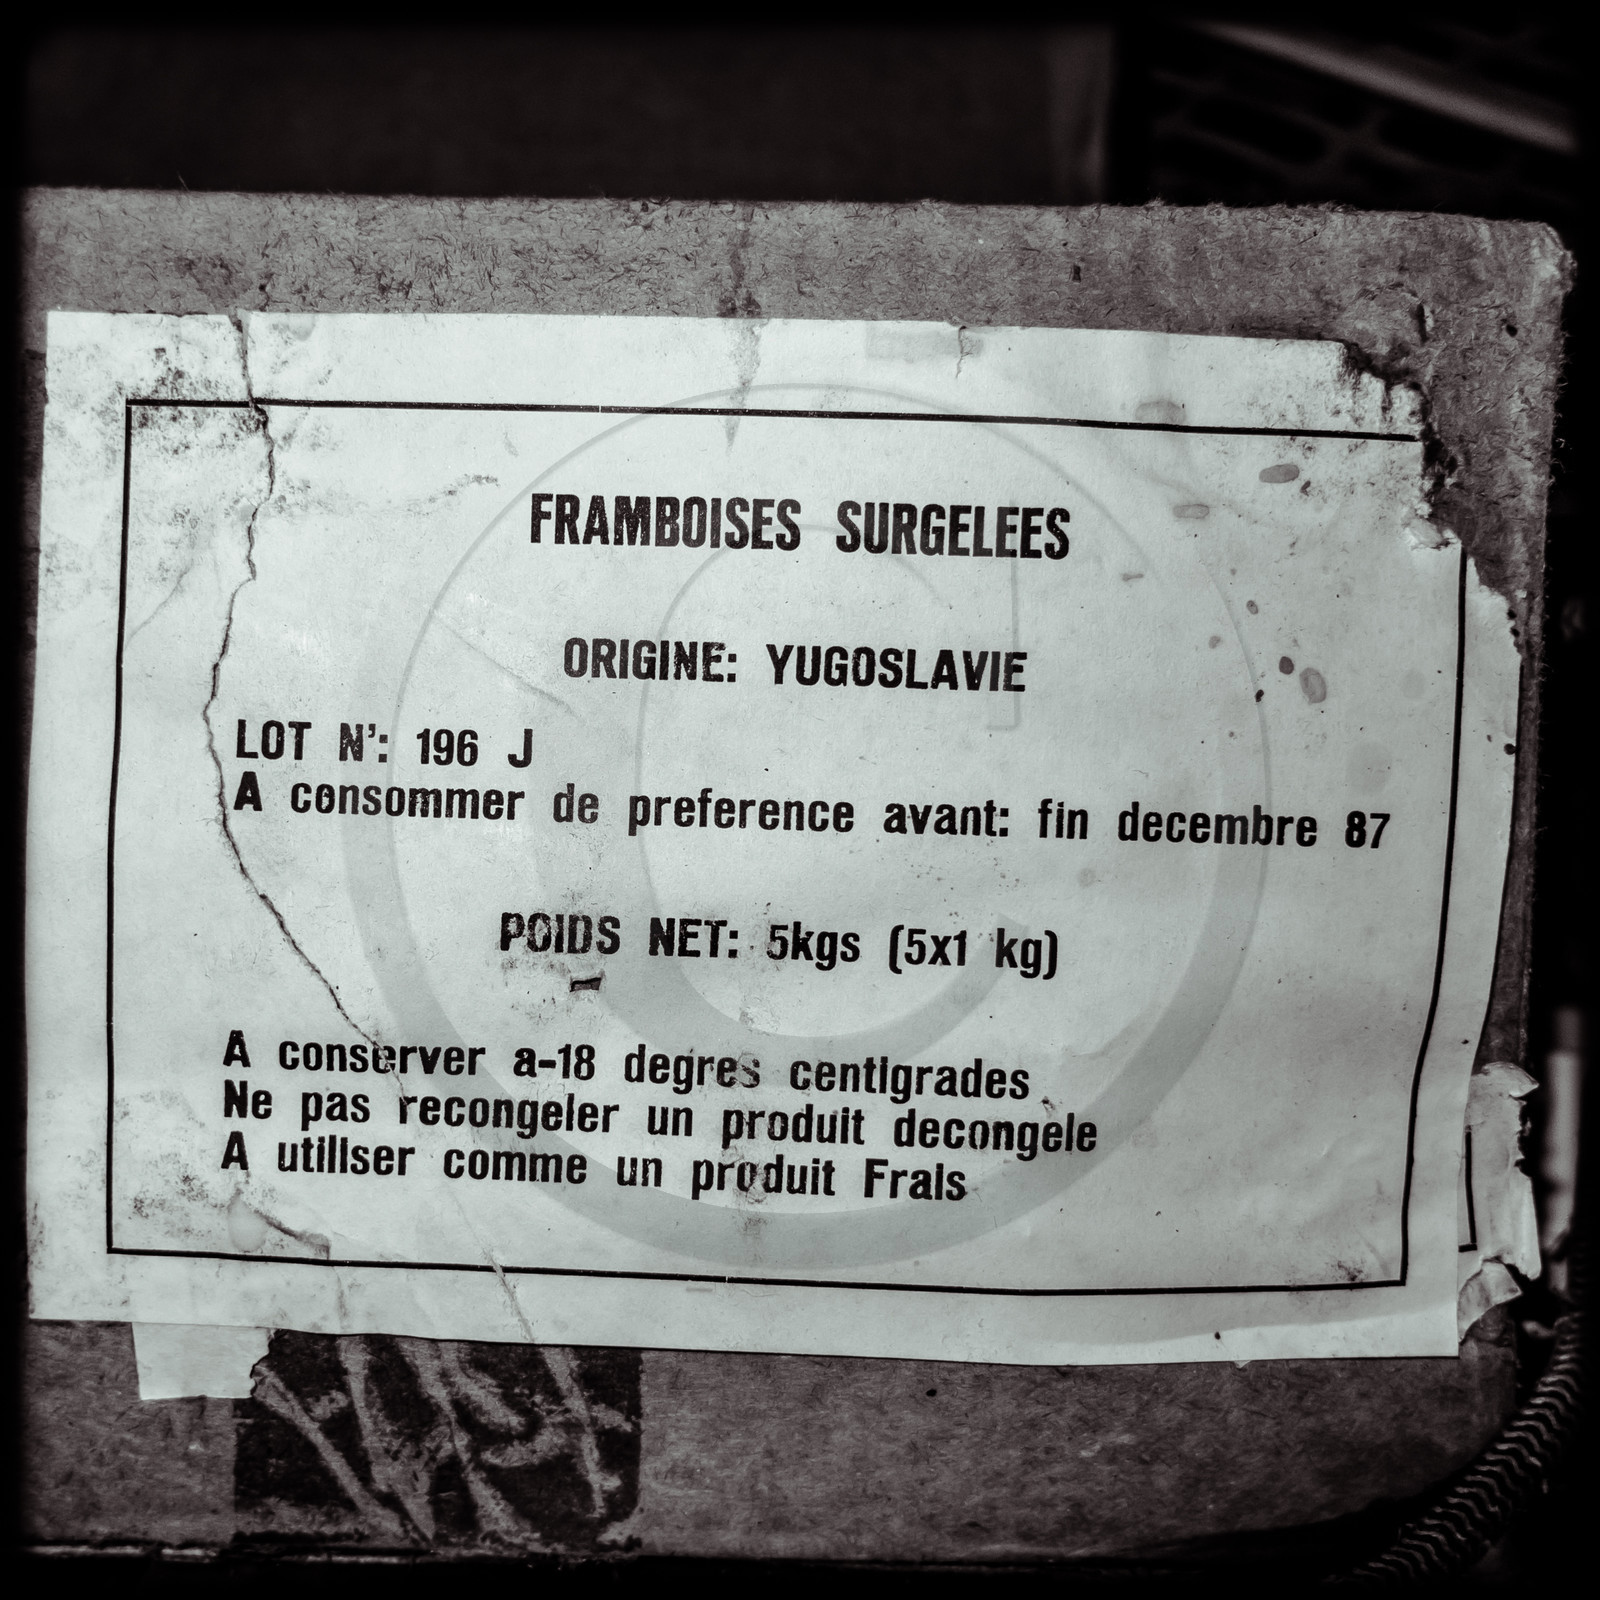 FRAMBOISES SURGELEES
ORIGINE: YUGOSLAVIE
LOT N': 196 J
A consommer de preference avant: fin decembre 87
POIDS NET: 5kgs (5x1 kg)
A conserver a-18 degres centigrades
Ne pas recongeler un produit decongele
A utiliser comme un produit Frais